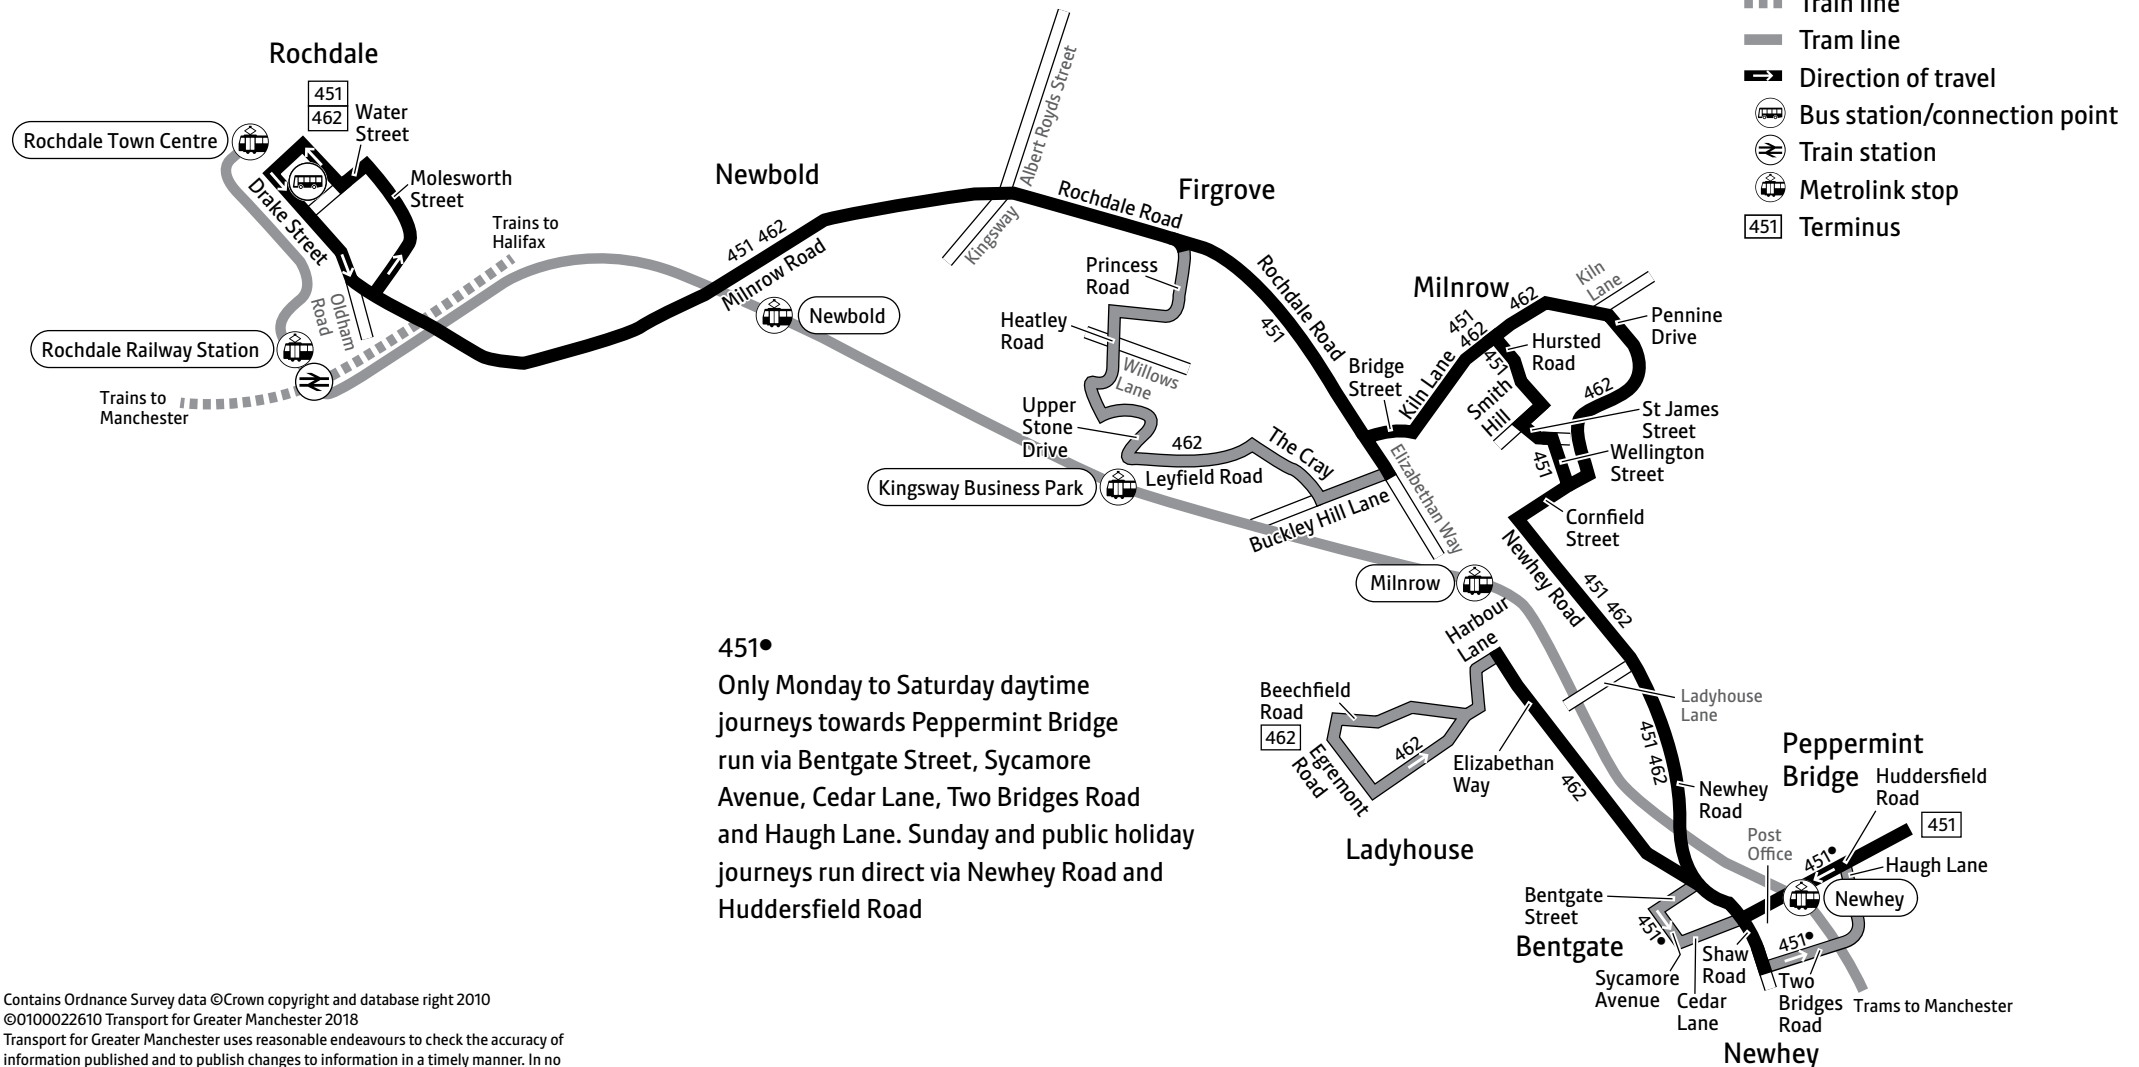 Train line
Tram line
Direction of travel
Bus station/connection point
Train station
Metrolink stop
451
Terminus
Rochdale
451
462
Water
Street
Rochdale Town Centre
Drake Street
Molesworth
Street
Trains to
Halifax
Oldham
Road
Rochdale Railway Station
Trains to
Manchester
Newbold
451 462
Milnrow Road
Newbold
Albert Royds Street
Kingsway
Rochdale Road
Firgrove
Princess
Road
Heatley
Road
Willows
Lane
Upper
Stone
Drive
462
Leyfield Road
The Cray
Kingsway Business Park
Buckley Hill Lane
Rochdale Road
451
Bridge
Street
Elizabethan Way
Kiln Lane
Milnrow
451
462
462
Kiln
Lane
Pennine
Drive
Hursted
Road
451
Smith
Hill
462
St James
Street
Wellington
Street
451
Cornfield
Street
Newhey Road
451 462
Milnrow
Harbour
Lane
Beechfield
Road
462
Egremont
Road
462
Elizabethan
Way
462
Ladyhouse
Ladyhouse
Lane
451 462
Newhey
Road
Peppermint
Bridge
Huddersfield
Road
451
Post
Office
451●
Haugh Lane
Newhey
Bentgate
Street
451●
Bentgate
Sycamore
Avenue
Cedar
Lane
Shaw
Road
451●
Two
Bridges
Road
Trams to Manchester
Newhey
451●
Only Monday to Saturday daytime
journeys towards Peppermint Bridge
run via Bentgate Street, Sycamore
Avenue, Cedar Lane, Two Bridges Road
and Haugh Lane. Sunday and public holiday
journeys run direct via Newhey Road and
Huddersfield Road
Contains Ordnance Survey data ©Crown copyright and database right 2010
©0100022610 Transport for Greater Manchester 2018
Transport for Greater Manchester uses reasonable endeavours to check the accuracy of
information published and to publish changes to information in a timely manner. In no